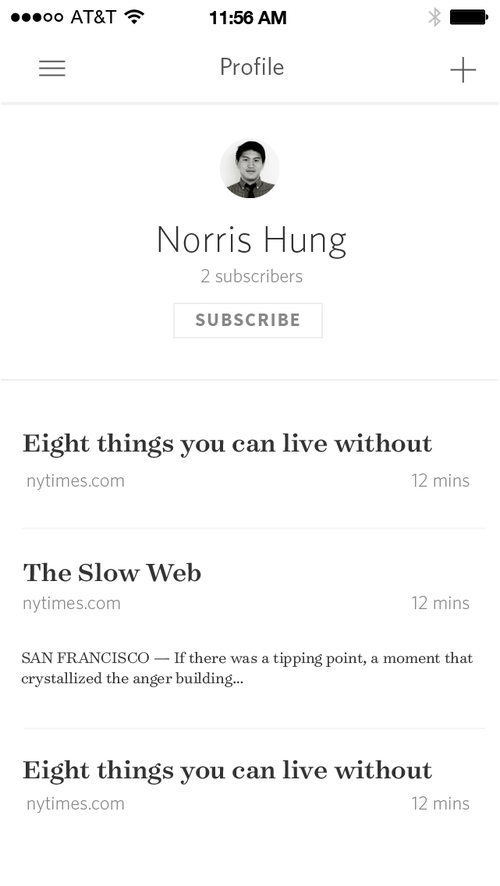 AT&T 11:56 AM
Profile
Norris Hung
2 subscribers
SUBSCRIBE
Eight things you can live without
nytimes.com 12 mins
The Slow Web
nytimes.com 12 mins
SAN FRANCISCO — If there was a tipping point, a moment that
crystallized the anger building...
Eight things you can live without
nytimes.com 12 mins